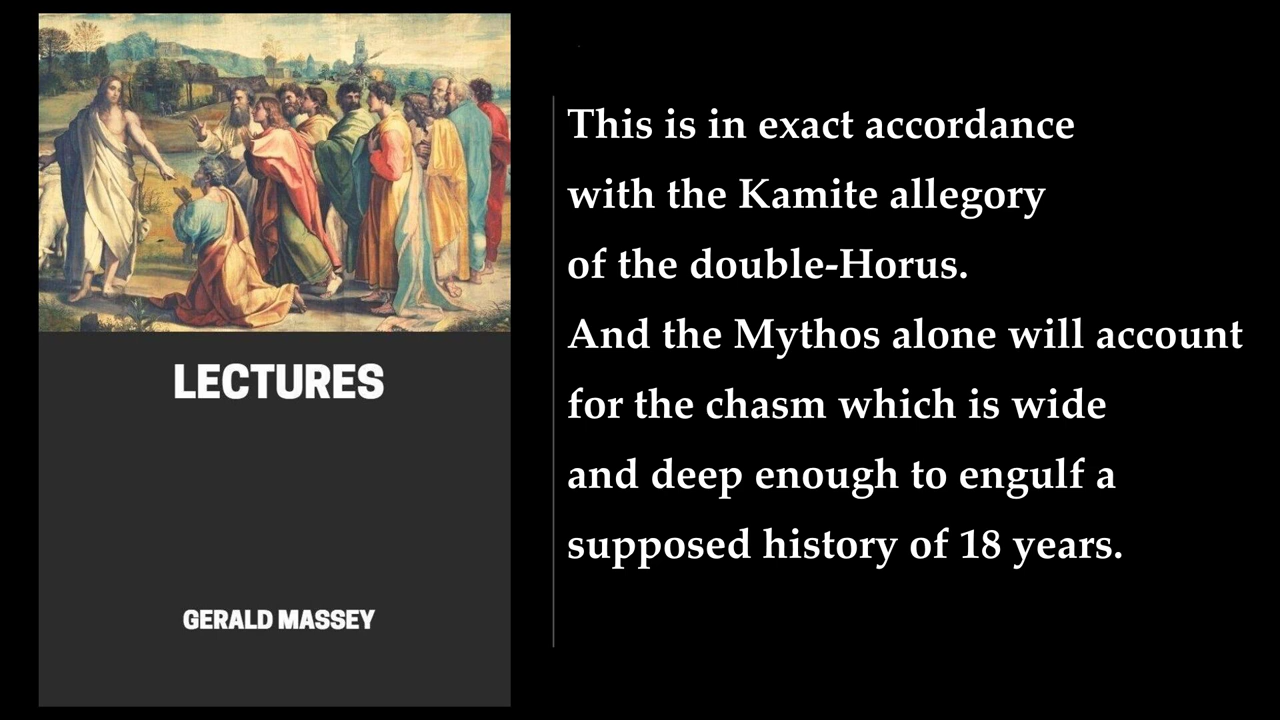 LECTURES
GERALD MASSEY
This is in exact accordance
with the Kamite allegory
of the double-Horus.
And the Mythos alone will account
for the chasm which is wide
and deep enough to engulf a
supposed history of 18 years.